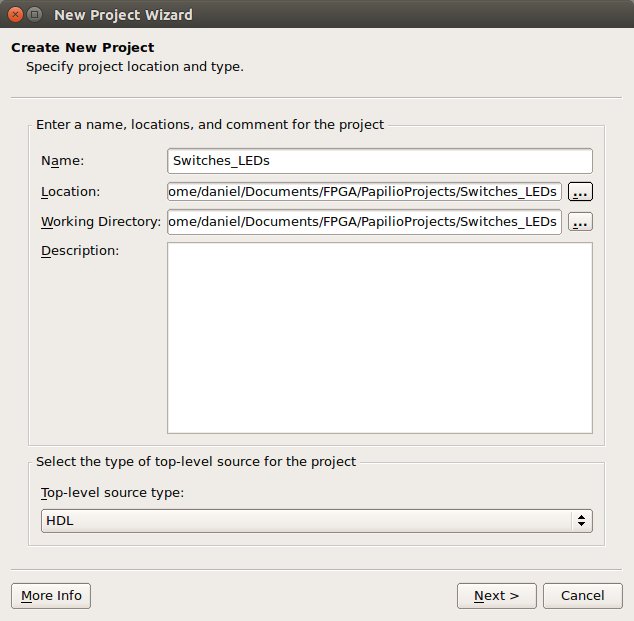 New Project Wizard
Create New Project
Specify project location and type.
Enter a name, locations, and comment for the project
Name: Switches_LEDs
Location: ome/daniel/Documents/FPGA/PapilioProjects/Switches_LEDs ...
Working Directory: ome/daniel/Documents/FPGA/PapilioProjects/Switches_LEDs ...
Description:
Select the type of top-level source for the project
Top-level source type:
HDL
More Info Next > Cancel